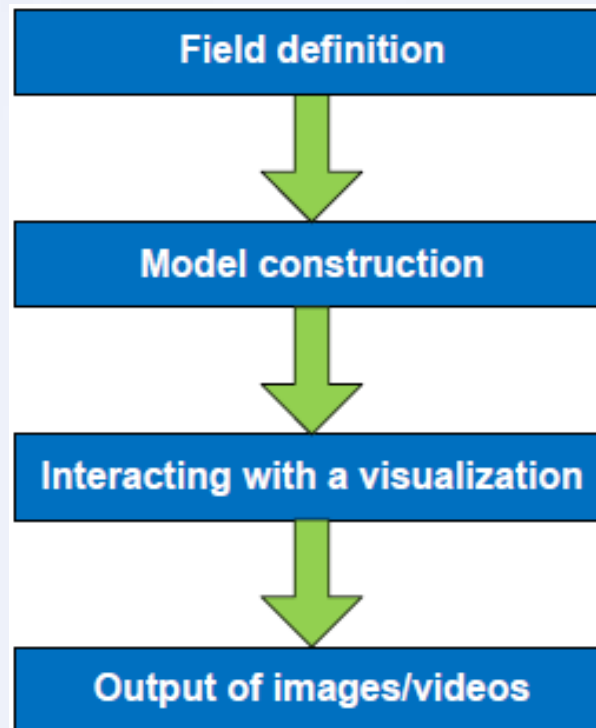 Field definition
Model construction
Interacting with a visualization
Output of images/videos